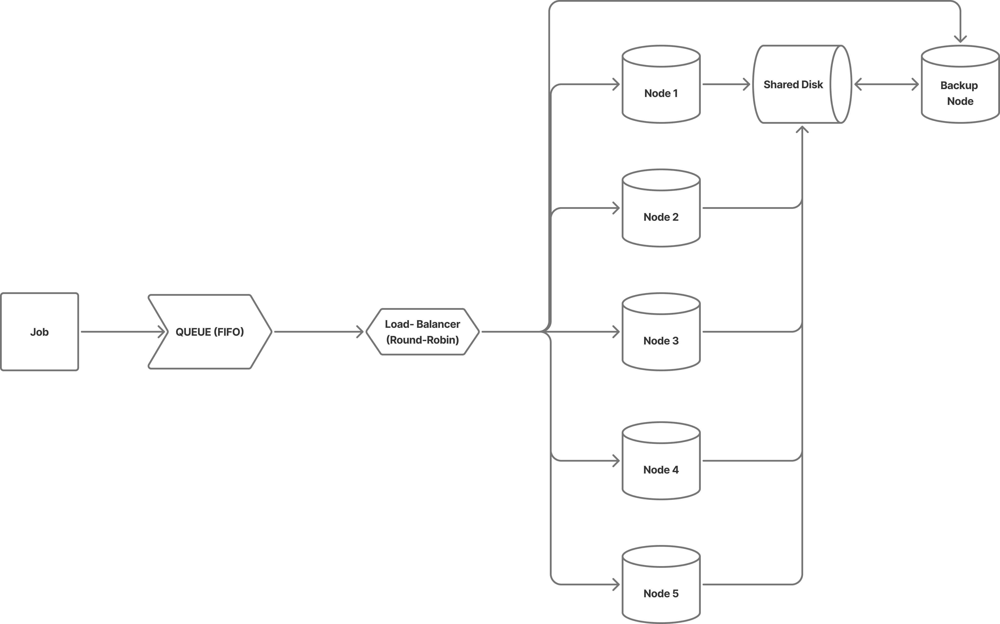 Node 1
Shared Disk
Backup
Node
Node 2
Job
QUEUE (FIFO)
Load- Balancer
(Round-Robin)
Node 3
Node 4
Node 5